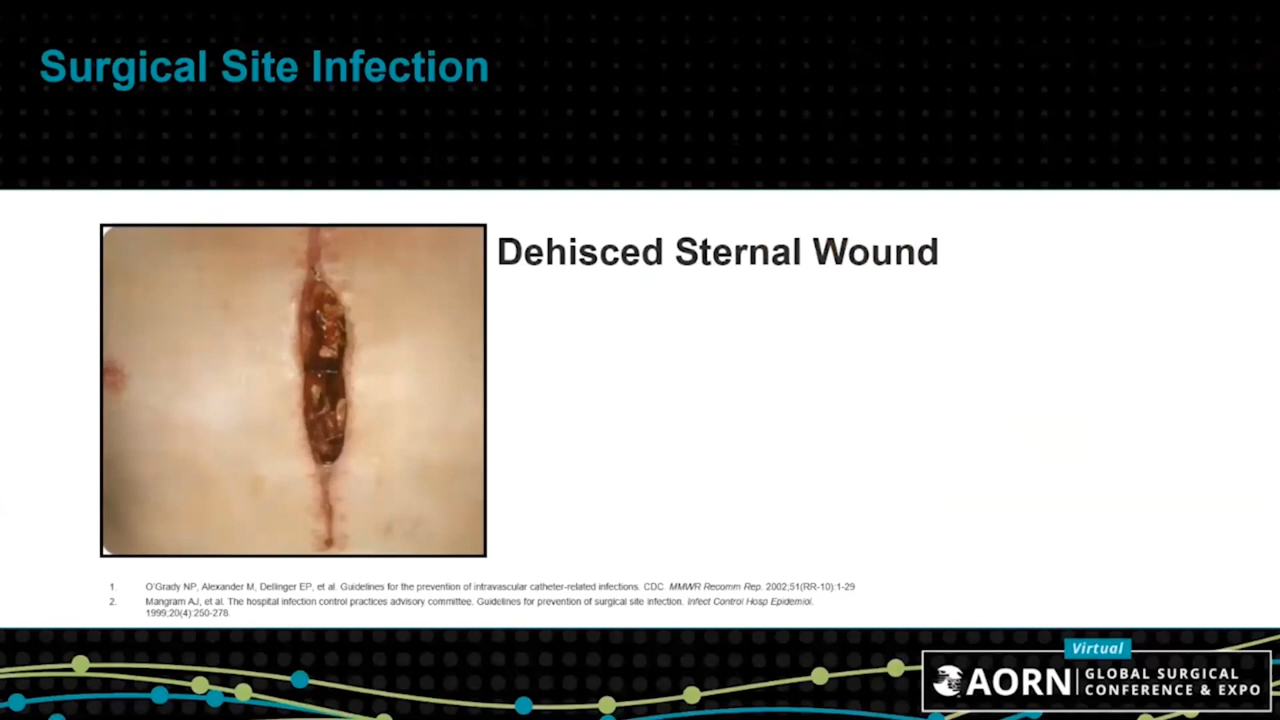 Surgical Site Infection
Dehisced Sternal Wound
1. O'Grady NP, Alexander M, Dellinger EP, et al. Guidelines for the prevention of intravascular catheter-related infections. CDC. MMWR Recomm Rep. 2002;51(RR-10):1-29
2. Mangram AJ, et al. The hospital infection control practices advisory committee. Guidelines for prevention of surgical site infection. Infect Control Hosp Epidemiol.
1999;20(4):250-278.
Virtual
AORN
GLOBAL SURGICAL
CONFERENCE & EXPO